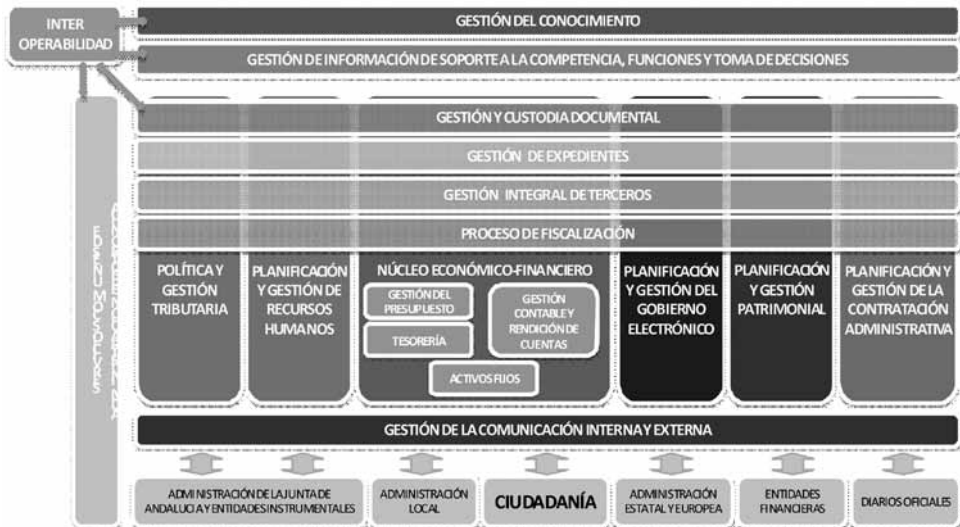 INTER
OPERABILIDAD
GESTIÓN DEL CONOCIMIENTO
GESTIÓN DE INFORMACIÓN DE SOPORTE A LA COMPETENCIA, FUNCIONES Y TOMA DE DECISIONES
GESTIÓN Y CUSTODIA DOCUMENTAL
GESTIÓN DE EXPEDIENTES
GESTIÓN INTEGRAL DE TERCEROS
PROCESO DE FISCALIZACIÓN
POLÍTICA Y
GESTIÓN
TRIBUTARIA
PLANIFICACIÓN
Y GESTIÓN DE
RECURSOS
HUMANOS
NÚCLEO ECONÓMICO-FINANCIERO
GESTIÓN DEL
PRESUPUESTO
TESORERÍA
GESTIÓN
CONTABLE Y
RENDICIÓN DE
CUENTAS
ACTIVOS FIJOS
PLANIFICACIÓN
Y GESTIÓN DEL
GOBIERNO
ELECTRÓNICO
PLANIFICACIÓN
Y GESTIÓN
PATRIMONIAL
PLANIFICACIÓN Y
GESTIÓN DE LA
CONTRATACIÓN
ADMINISTRATIVA
GESTIÓN DE LA COMUNICACIÓN INTERNA Y EXTERNA
ADMINISTRACIÓN DE LA JUNTA DE
ANDALUCIA Y ENTIDADES INSTRUMENTALES
ADMINISTRACIÓN
LOCAL
CIUDADANÍA
ADMINISTRACIÓN
ESTATAL Y EUROPEA
ENTIDADES
FINANCIERAS
DIARIOS OFICIALES